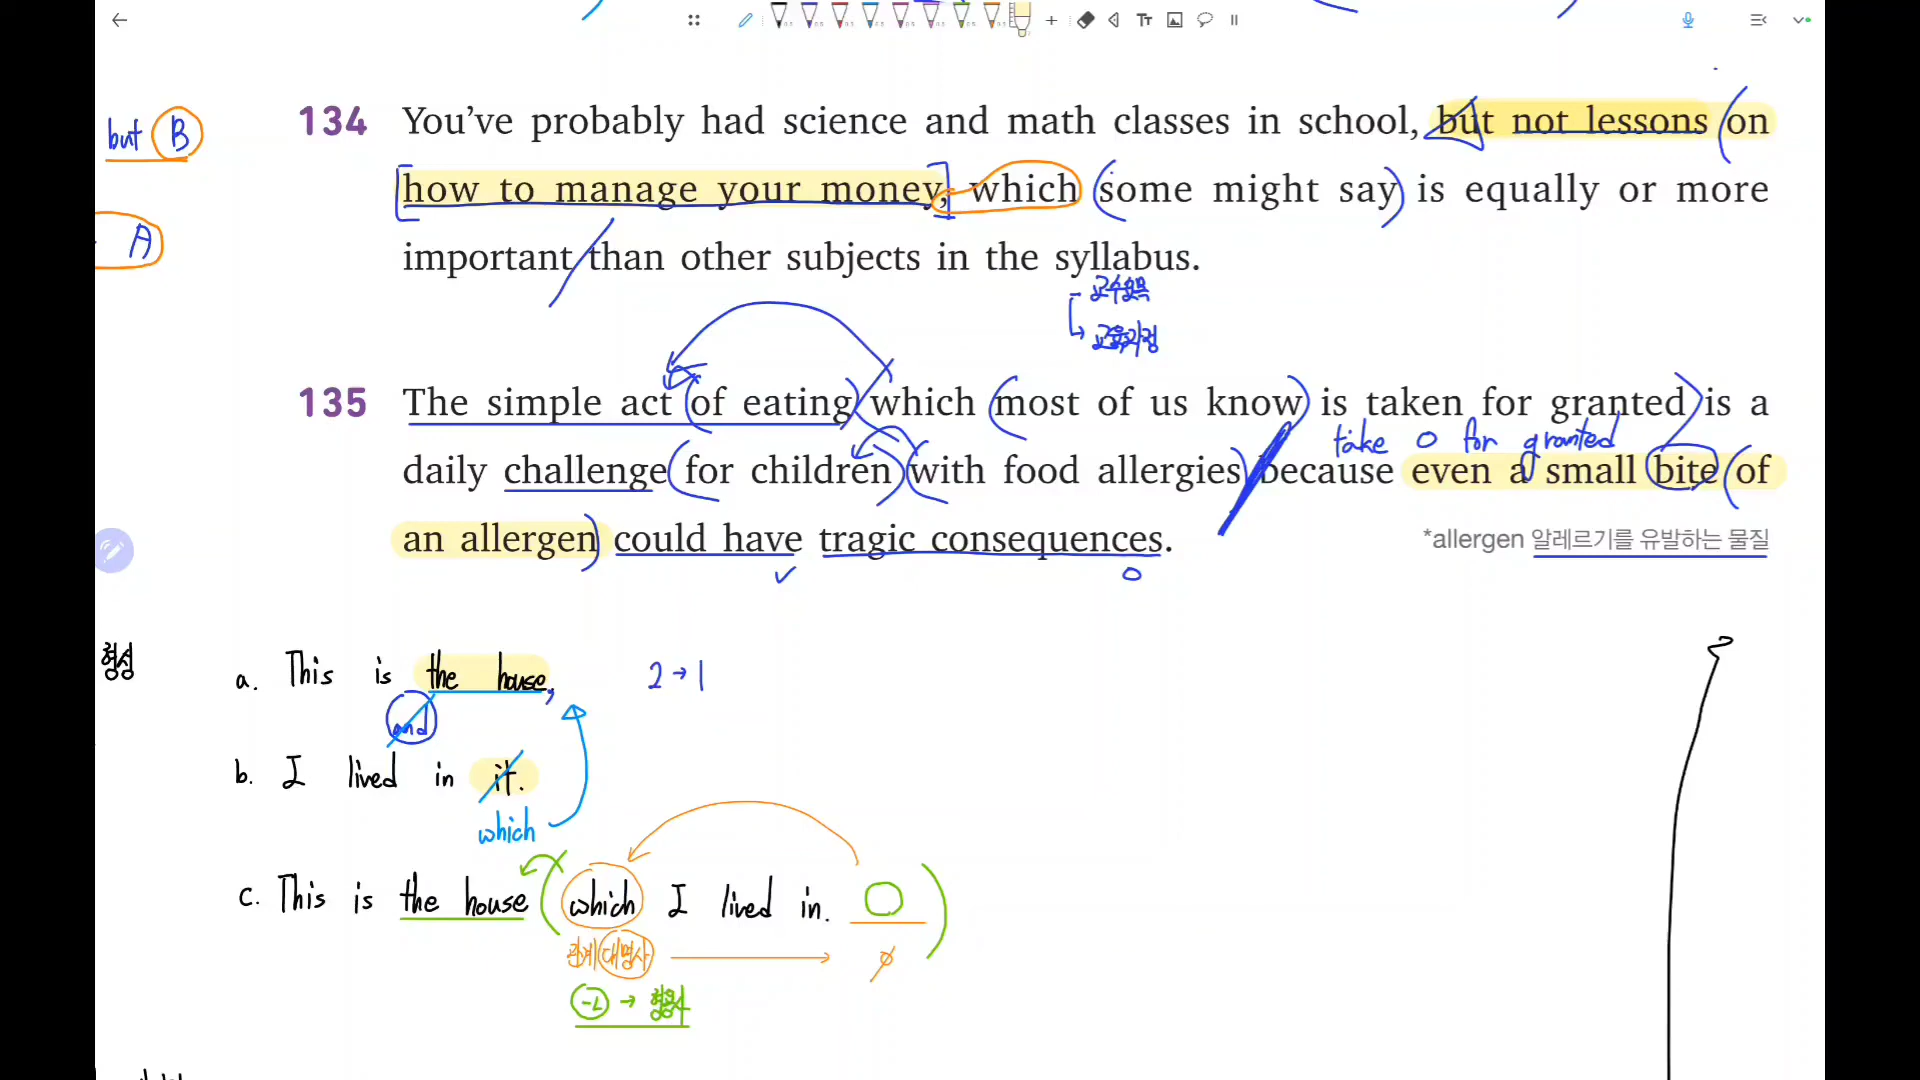 but B
A
134 You've probably had science and math classes in school, but not lessons on
how to manage your money, which some might say is equally or more
important than other subjects in the syllabus.
교수요목
교육과정
135 The simple act of eating which most of us know is taken for granted is a
take O for granted
daily challenge for children with food allergies because even a small bite of
an allergen could have tragic consequences.
*allergen 알레르기를 유발하는 물질
형성
a. This is the house,
2 → 1
and
b. I lived in it.
which
c. This is the house which I lived in.
관계대명사
-ㄴ → 형용사